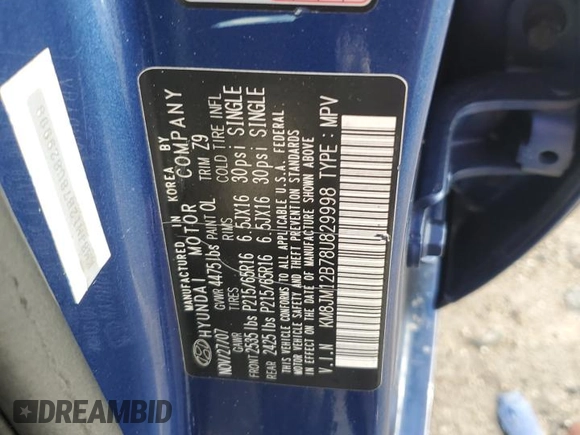 MANUFACTURED IN KOREA BY
HYUNDAI MOTOR COMPANY
NOV/27/07 GVWR 4475lbs PAINT OL TRIM Z9
GAWR TIRES RIMS COLD TIRE INFL
FRONT 2535 lbs P215/65R16 6.5JX16 30psi SINGLE
REAR 2425 lbs P215/65R16 6.5JX16 30psi SINGLE
THIS VEHICLE CONFORMS TO ALL APPLICABLE U.S.A. FEDERAL
MOTOR VEHICLE SAFETY AND THEFT PREVENTION STANDARDS
IN EFFECT ON THE DATE OF MANUFACTURE SHOWN ABOVE.
V.I.N : KM8JM12B78U829998 TYPE : MPV
DREAMBID